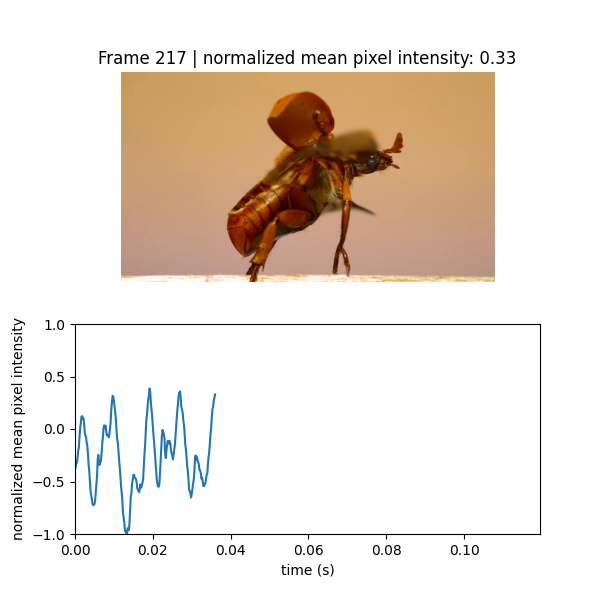 Frame 217 | normalized mean pixel intensity: 0.33
normalized mean pixel intensity
1.0
0.5
0.0
−0.5
−1.0
0.00 0.02 0.04 0.06 0.08 0.10
time (s)